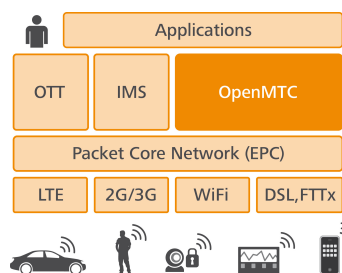 Applications
OTT
IMS
OpenMTC
Packet Core Network (EPC)
LTE
2G/3G
WiFi
DSL,FTTx